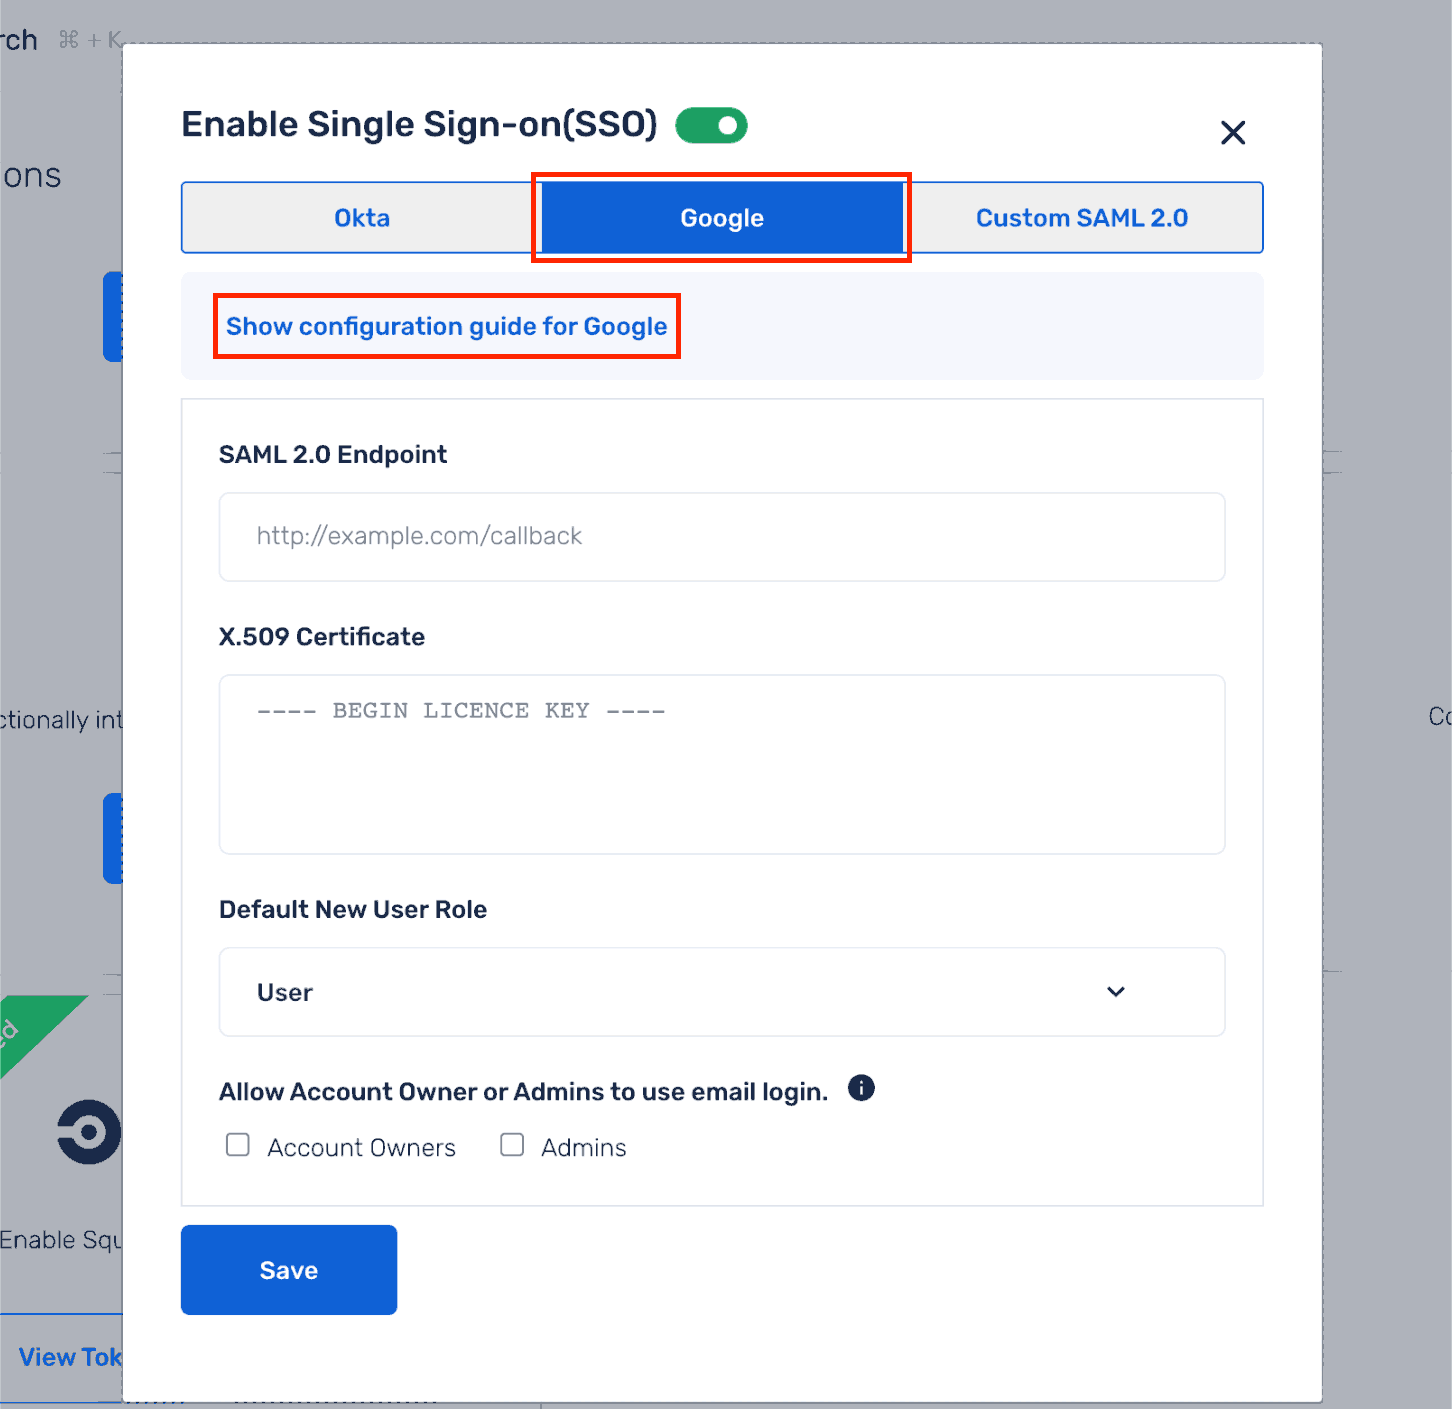 ⌘ + K
Enable Single Sign-on(SSO)
ons
Okta
Google
Custom SAML 2.0
Show configuration guide for Google
SAML 2.0 Endpoint
http://example.com/callback
X.509 Certificate
---- BEGIN LICENCE KEY ----
ctionally int
Co
Default New User Role
User
Allow Account Owner or Admins to use email login.
Account Owners
Admins
Enable Squ
Save
View Tok